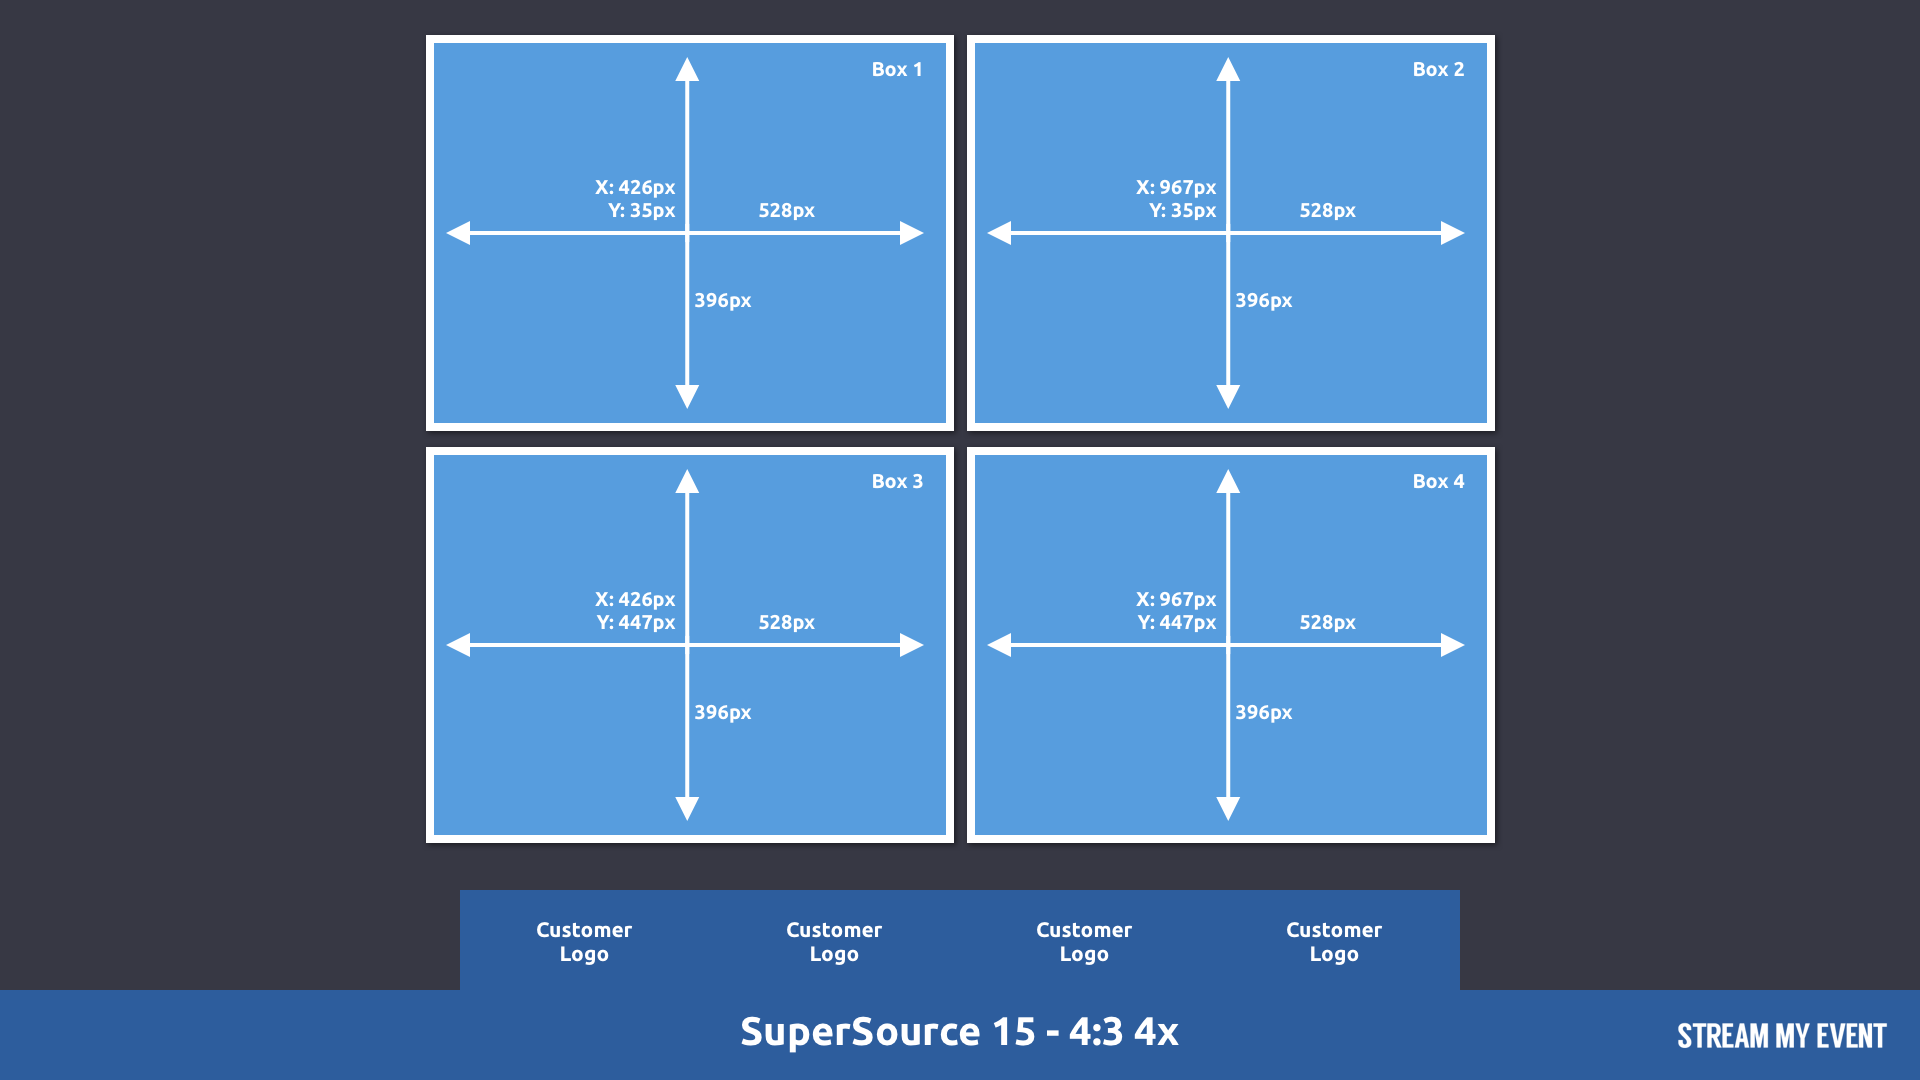 Box 1
X: 426px
Y: 35px
528px
396px
Box 2
X: 967px
Y: 35px
528px
396px
Box 3
X: 426px
Y: 447px
528px
396px
Box 4
X: 967px
Y: 447px
528px
396px
Customer
Logo
Customer
Logo
Customer
Logo
Customer
Logo
SuperSource 15 - 4:3 4x
STREAM MY EVENT